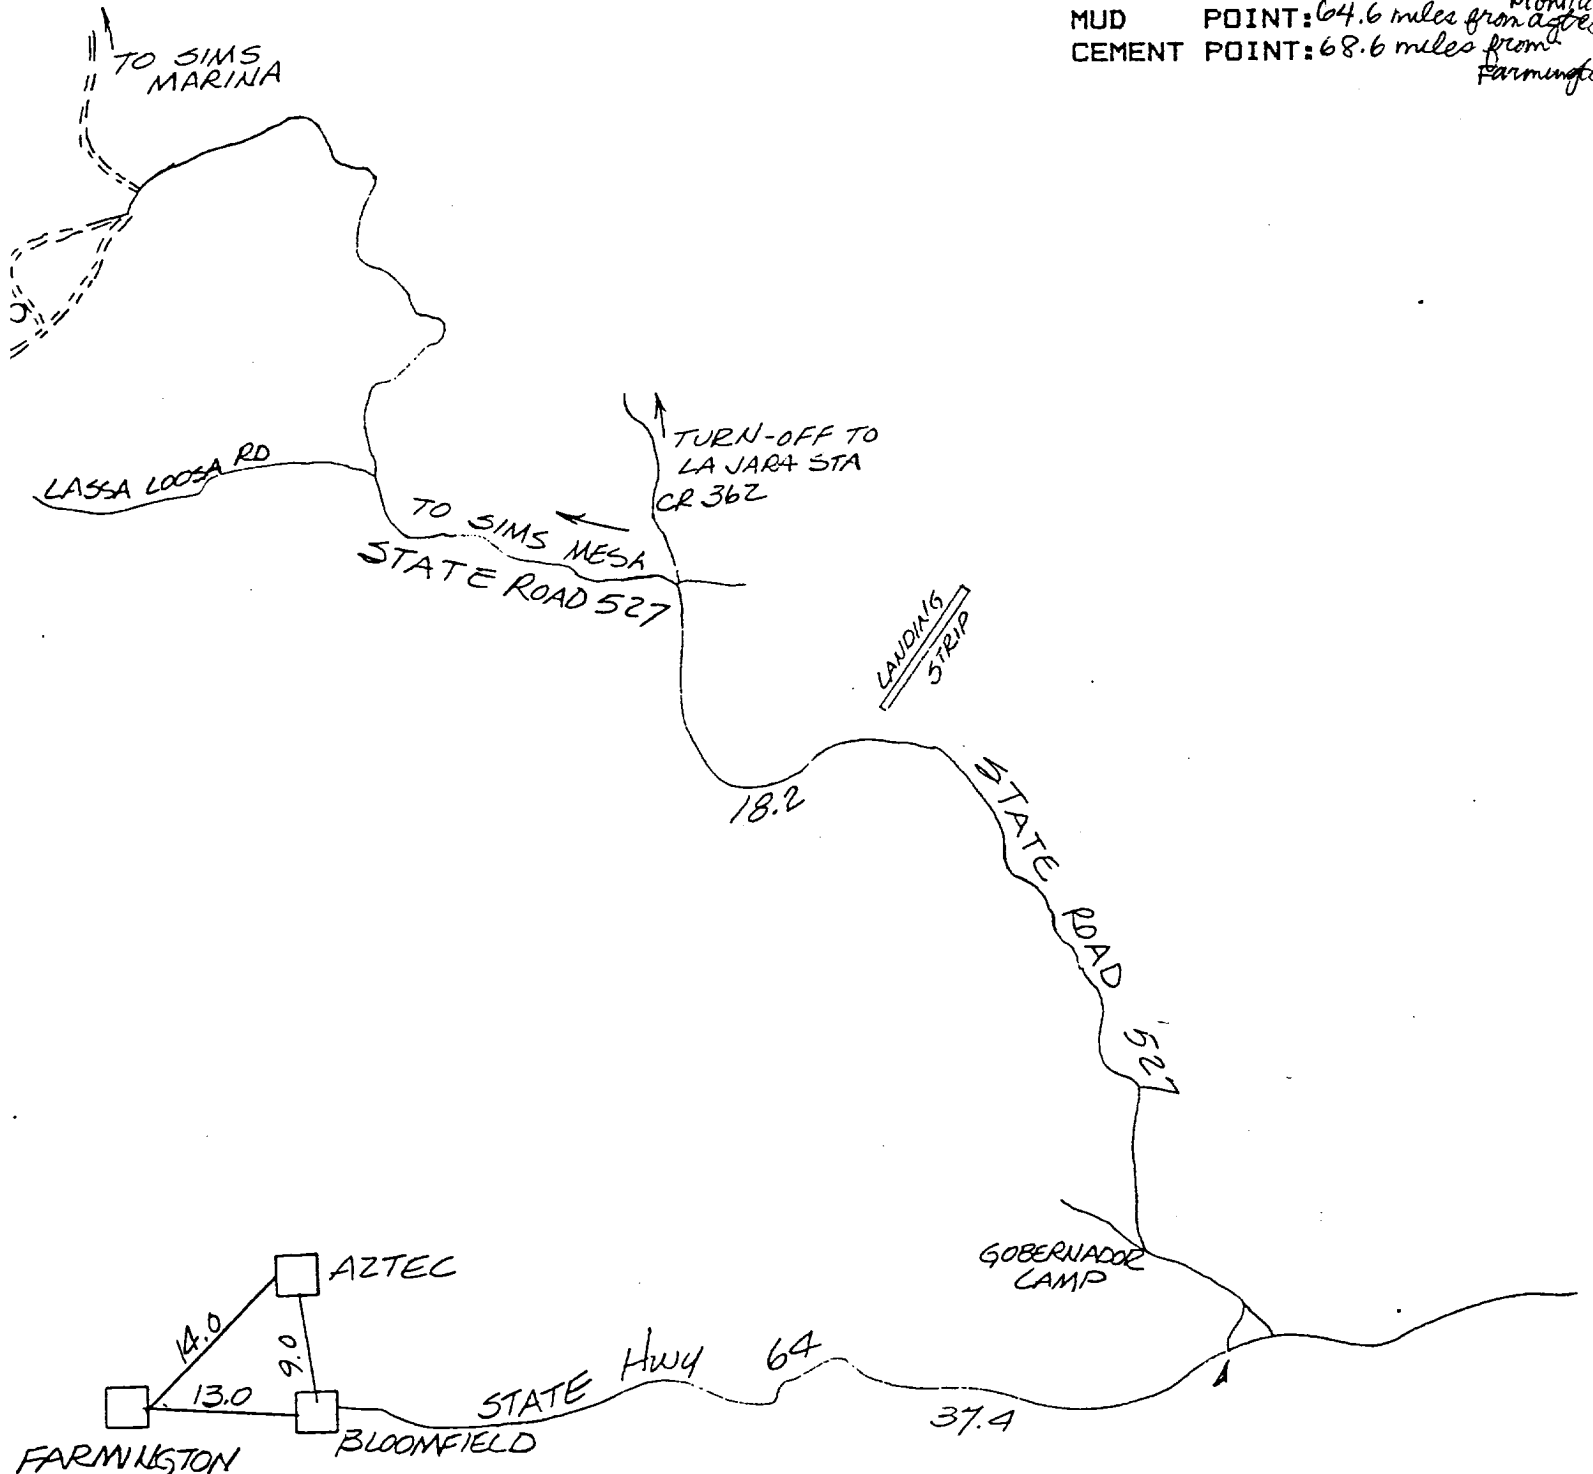 MUD POINT: 64.6 miles from
CEMENT POINT: 68.6 miles from
TO SIMS
MARINA
TURN-OFF TO
LA JARA STA
CR 362
LASSA LOOSA RD
TO SIMS MESA
STATE ROAD 527
LANDING
STRIP
18.2
STATE ROAD 527
GOBERNADOR
CAMP
AZTEC
14.0
9.0
13.0
STATE HWY 64
37.4
BLOOMFIELD
FARMINGTON